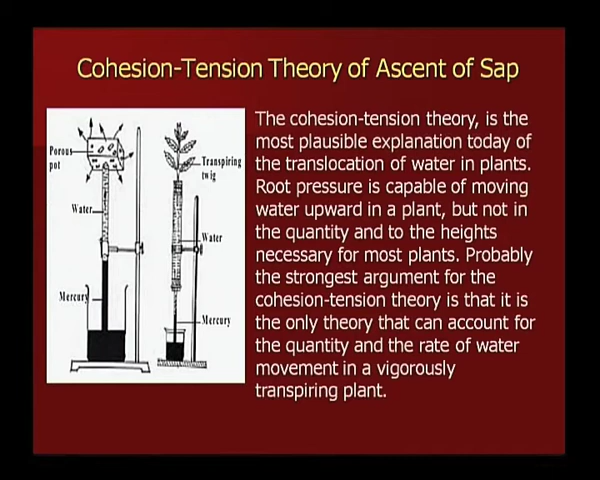 Cohesion-Tension Theory of Ascent of Sap
Porous
pot
Water
Mercury
Transpiring
twig
Water
Mercury
The cohesion-tension theory, is the
most plausible explanation today of
the translocation of water in plants.
Root pressure is capable of moving
water upward in a plant, but not in
the quantity and to the heights
necessary for most plants. Probably
the strongest argument for the
cohesion-tension theory is that it is
the only theory that can account for
the quantity and the rate of water
movement in a vigorously
transpiring plant.